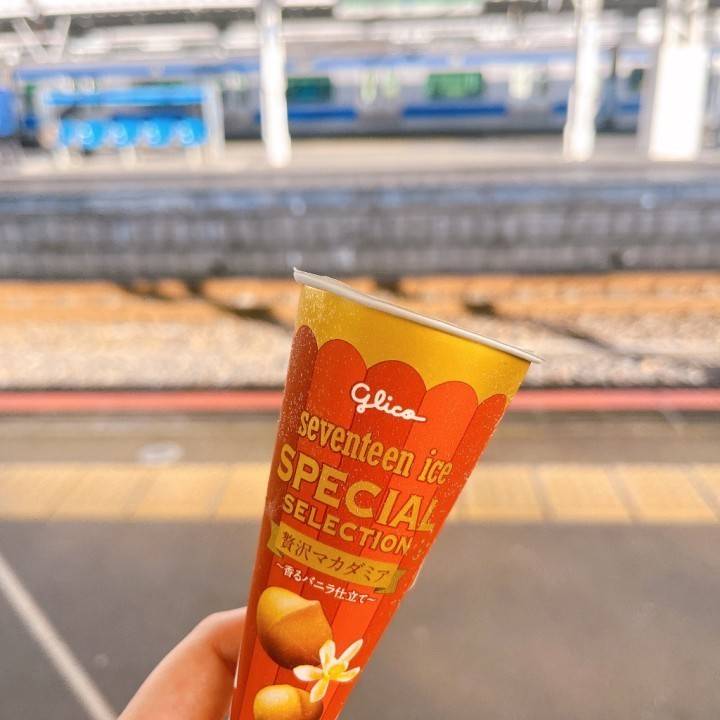 Glico
seventeen ice
SPECIAL
SELECTION
贅沢マカダミア
~香るバニラ仕立て~